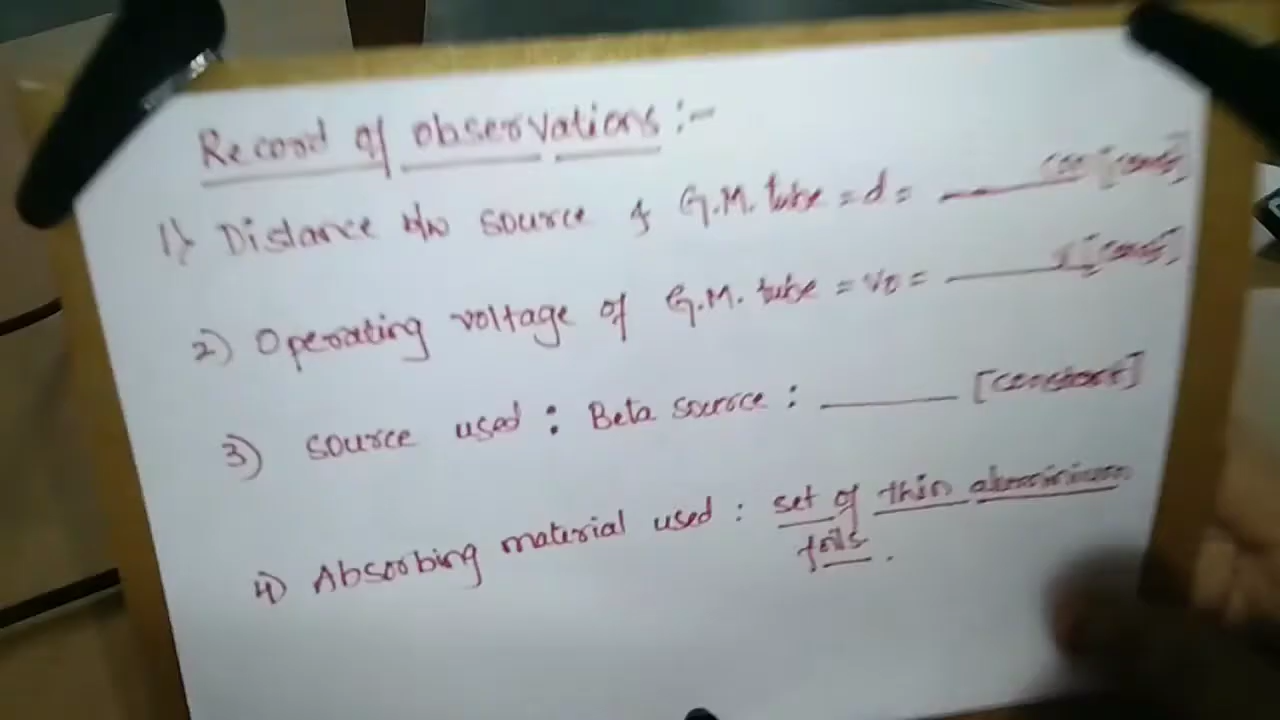 Record of observations :-
1) Distance b/w source & G.M. tube = d = ______ cm [const]
2) Operating voltage of G.M. tube = V0 = ______ V [const]
3) source used : Beta source : ______ [constant]
4) Absorbing material used : set of thin aluminium
foils.